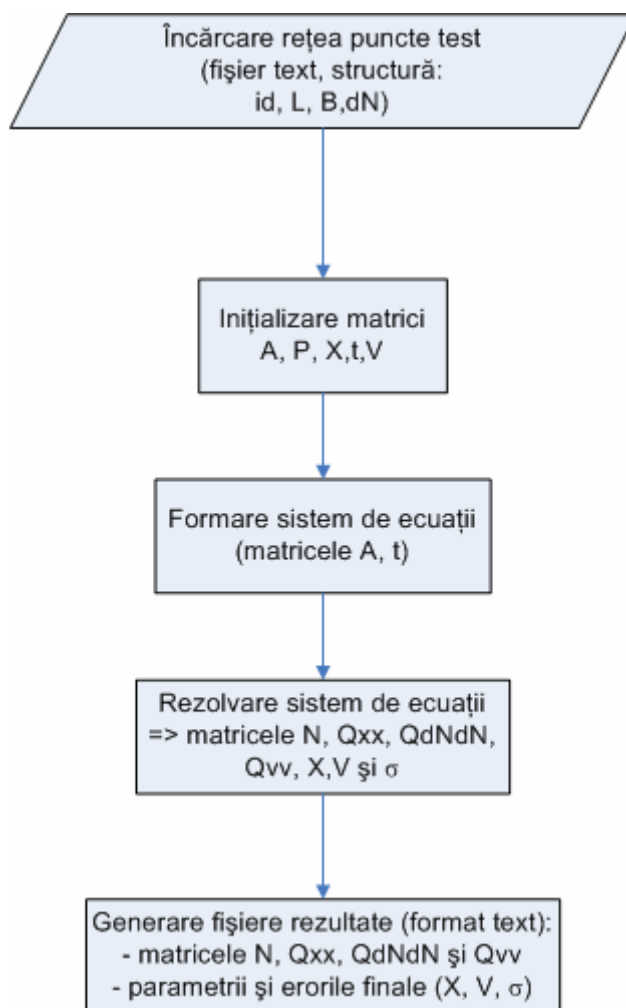 Încărcare rețea puncte test
(fişier text, structură:
id, L, B,dN)
Inițializare matrici
A, P, X,t,V
Formare sistem de ecuații
(matricele A, t)
Rezolvare sistem de ecuații
=> matricele N, Qxx, QdNdN,
Qvv, X,V şi σ
Generare fişiere rezultate (format text):
- matricele N, Qxx, QdNdN şi Qvv
- parametrii şi erorile finale (X, V, σ)